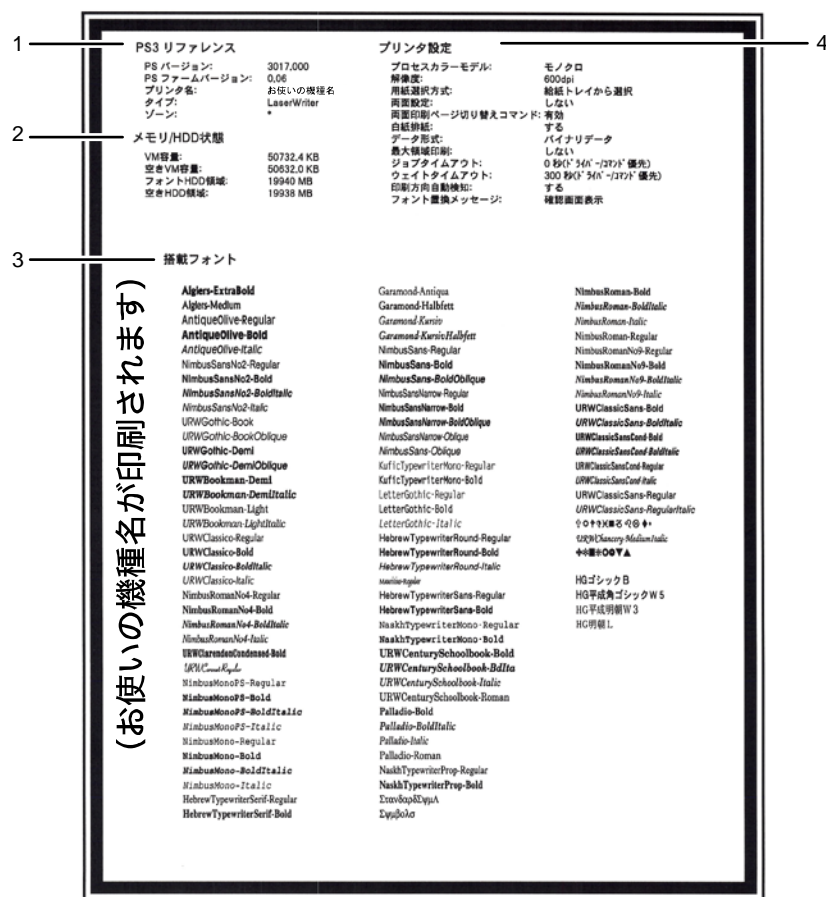 1
PS3 リファレンス
PS バージョン: 3017.000
PS ファームバージョン: 0.06
プリンタ名: お使いの機種名
タイプ: LaserWriter
ゾーン: *
2
メモリ/HDD状態
VM容量: 50732.4 KB
空きVM容量: 50632.0 KB
フォントHDD領域: 19940 MB
空きHDD領域: 19938 MB
4
プリンタ設定
プロセスカラーモデル: モノクロ
解像度: 600dpi
用紙選択方式: 給紙トレイから選択
両面設定: しない
両面印刷ページ切り替えコマンド: 有効
白紙排紙: する
データ形式: バイナリデータ
最大領域印刷: しない
ジョブタイムアウト: 0 秒(ドライバー/コマンド優先)
ウェイトタイムアウト: 300 秒(ドライバー/コマンド優先)
印刷方向自動検知: する
フォント置換メッセージ: 確認画面表示
3
搭載フォント
(お使いの機種名が印刷されます)
Algiers-ExtraBold
Algiers-Medium
AntiqueOlive-Regular
AntiqueOlive-Bold
AntiqueOlive-Italic
NimbusSansNo2-Regular
NimbusSansNo2-Bold
NimbusSansNo2-BoldItalic
NimbusSansNo2-Italic
URWGothic-Book
URWGothic-BookOblique
URWGothic-Demi
URWGothic-DemiOblique
URWBookman-Demi
URWBookman-DemiItalic
URWBookman-Light
URWBookman-LightItalic
URWClassico-Regular
URWClassico-Bold
URWClassico-BoldItalic
URWClassico-Italic
NimbusRomanNo4-Regular
NimbusRomanNo4-Bold
NimbusRomanNo4-BoldItalic
NimbusRomanNo4-Italic
URWClarendonCondensed-Bold
URWCoronet-Regular
NimbusMonoPS-Regular
NimbusMonoPS-Bold
NimbusMonoPS-BoldItalic
NimbusMonoPS-Italic
NimbusMono-Regular
NimbusMono-Bold
NimbusMono-BoldItalic
NimbusMono-Italic
HebrewTypewriterSerif-Regular
HebrewTypewriterSerif-Bold
Garamond-Antiqua
Garamond-Halbfett
Garamond-Kursiv
Garamond-KursivHalbfett
NimbusSans-Regular
NimbusSans-Bold
NimbusSans-BoldOblique
NimbusSansNarrow-Regular
NimbusSansNarrow-Bold
NimbusSansNarrow-BoldOblique
NimbusSansNarrow-Oblique
NimbusSans-Oblique
KuficTypewriterMono-Regular
KuficTypewriterMono-Bold
LetterGothic-Regular
LetterGothic-Bold
LetterGothic-Italic
HebrewTypewriterRound-Regular
HebrewTypewriterRound-Bold
HebrewTypewriterRound-Italic
HebrewTypewriterSans-Regular
HebrewTypewriterSans-Bold
NaskhTypewriterMono-Regular
NaskhTypewriterMono-Bold
URWCenturySchoolbook-Bold
URWCenturySchoolbook-BdIta
URWCenturySchoolbook-Italic
URWCenturySchoolbook-Roman
Palladio-Bold
Palladio-BoldItalic
Palladio-Italic
Palladio-Roman
NaskhTypewriterProp-Regular
NaskhTypewriterProp-Bold
ΣτανδαρδΣψμΛ
Σψμβολσ
NimbusRoman-Bold
NimbusRoman-BoldItalic
NimbusRoman-Italic
NimbusRoman-Regular
NimbusRomanNo9-Regular
NimbusRomanNo9-Bold
NimbusRomanNo9-BoldItalic
NimbusRomanNo9-Italic
URWClassicSans-Bold
URWClassicSans-BoldItalic
URWClassicSansCond-Bold
URWClassicSansCond-BoldItalic
URWClassicSansCond-Regular
URWClassicSansCond-Italic
URWClassicSans-Regular
URWClassicSans-RegularItalic
URWChancery-MediumItalic
HGゴシックB
HG平成角ゴシックW5
HG平成明朝W3
HG明朝L